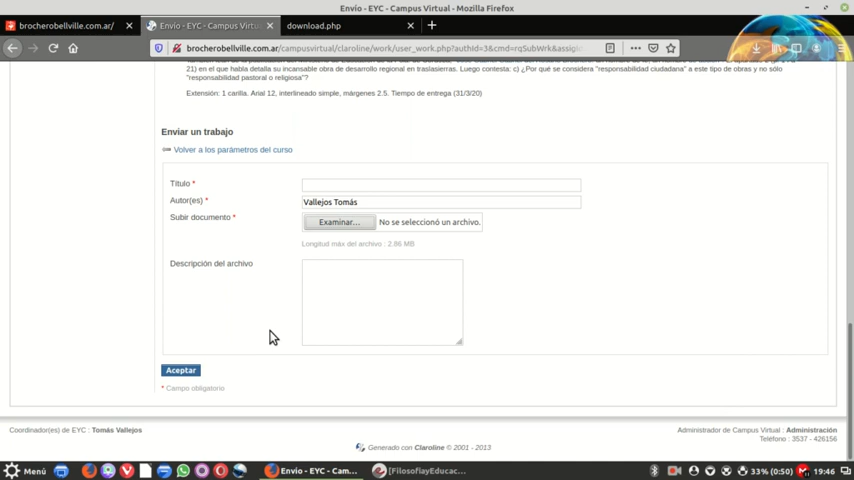 Envío - EYC - Campus Virtual - Mozilla Firefox
brocherobellville.com.ar/
Envío - EYC - Campus Virtual
download.php
brocherobellville.com.ar/campusvirtual/claroline/work/user_work.php?authId=3&cmd=rqSubWrk&assig
21) en el que habla detalla su incansable obra de desarrollo regional en traslasierras. Luego contesta: c) ¿Por qué se considera "responsabilidad ciudadana" a este tipo de obras y no sólo
"responsabilidad pastoral o religiosa"?
Extensión: 1 carilla. Arial 12, interlineado simple, márgenes 2.5. Tiempo de entrega (31/3/20)
Enviar un trabajo
Volver a los parámetros del curso
Título *
Autor(es) * Vallejos Tomás
Subir documento * Examinar... No se seleccionó un archivo.
Longitud máx del archivo : 2.86 MB
Descripción del archivo
Aceptar
* Campo obligatorio
Coordinador(es) de EYC : Tomás Vallejos
Administrador de Campus Virtual : Administración
Teléfono : 3537 - 426156
Generado con Claroline © 2001 - 2013
Menú
Envío - EYC - Cam...
[FilosofiayEducac...
33% (0:50)
19:46